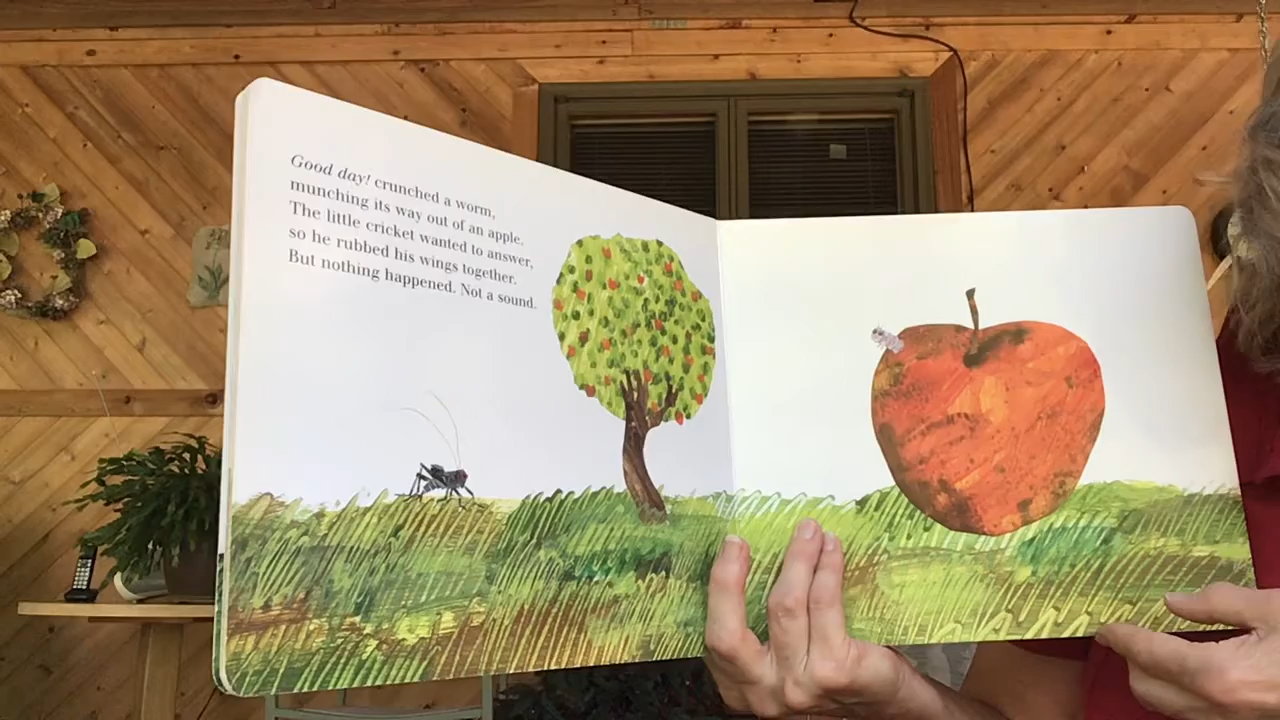 Good day! crunched a worm,
munching its way out of an apple.
The little cricket wanted to answer,
so he rubbed his wings together.
But nothing happened. Not a sound.